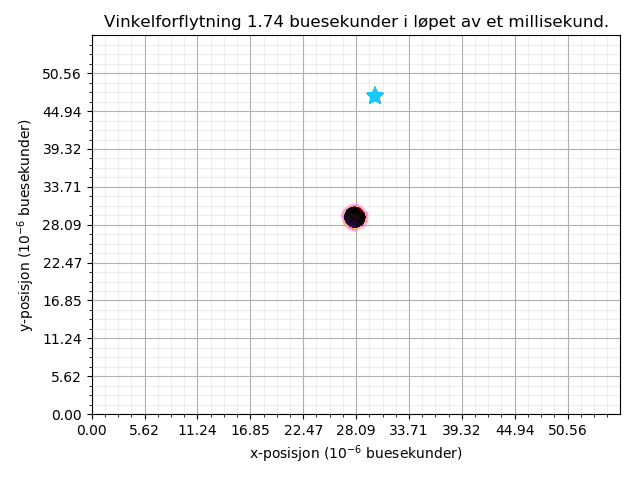 Vinkelforflytning 1.74 buesekunder i løpet av et millisekund.
50.56
44.94
39.32
33.71
28.09
22.47
16.85
11.24
5.62
0.00
y-posisjon (10⁻⁶ buesekunder)
0.00 5.62 11.24 16.85 22.47 28.09 33.71 39.32 44.94 50.56
x-posisjon (10⁻⁶ buesekunder)